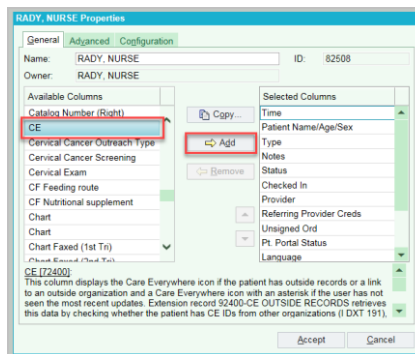 RADY, NURSE Properties
General Advanced Configuration
Name: RADY, NURSE ID: 82508
Owner: RADY, NURSE
Available Columns
Catalog Number (Right)
CE
Cervical Cancer Outreach Type
Cervical Cancer Screening
Cervical Exam
CF Feeding route
CF Nutritional supplement
Chart
Chart
Chart Faxed (1st Tri)
Chart Faxed (2nd Tri)
Copy...
Add
Remove
Selected Columns
Time
Patient Name/Age/Sex
Type
Notes
Status
Checked In
Provider
Referring Provider Creds
Unsigned Ord
Pt. Portal Status
Language
CE [72400]:
This column displays the Care Everywhere icon if the patient has outside records or a link
to an outside organization and a Care Everywhere icon with an asterisk if the user has not
seen the most recent updates. Extension record 92400-CE OUTSIDE RECORDS retrieves
this data by checking whether the patient has CE IDs from other organizations (I DXT 191),
Accept Cancel